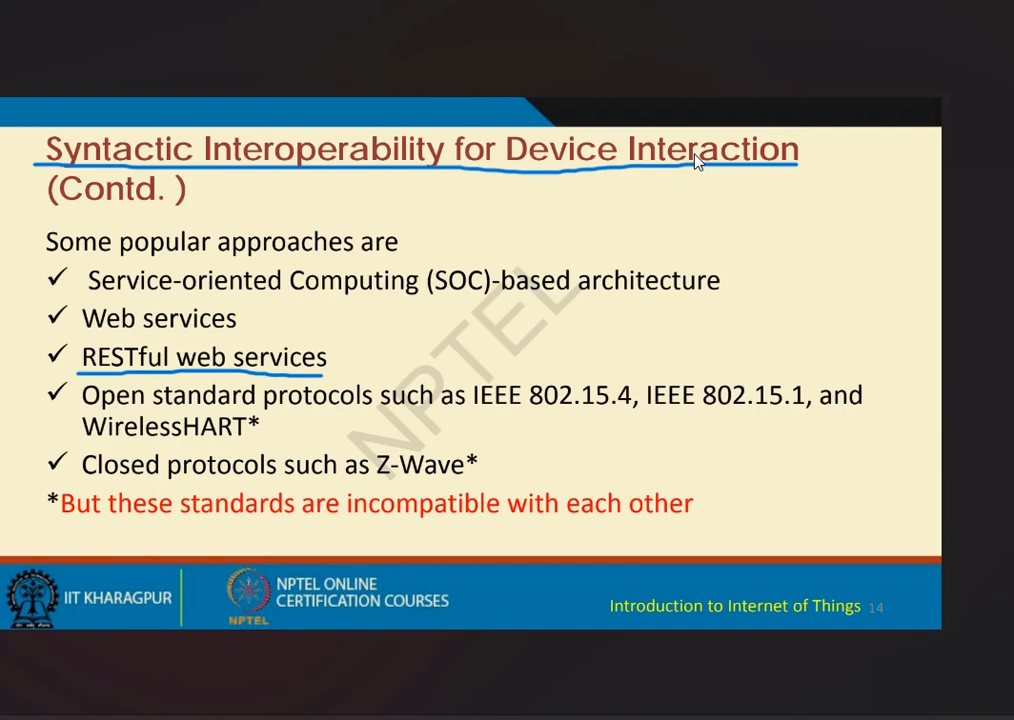 Syntactic Interoperability for Device Interaction
(Contd. )
Some popular approaches are
✓ Service-oriented Computing (SOC)-based architecture
✓ Web services
✓ RESTful web services
✓ Open standard protocols such as IEEE 802.15.4, IEEE 802.15.1, and
WirelessHART*
✓ Closed protocols such as Z-Wave*
*But these standards are incompatible with each other
NPTEL
IIT KHARAGPUR
NPTEL
NPTEL ONLINE
CERTIFICATION COURSES
Introduction to Internet of Things 14